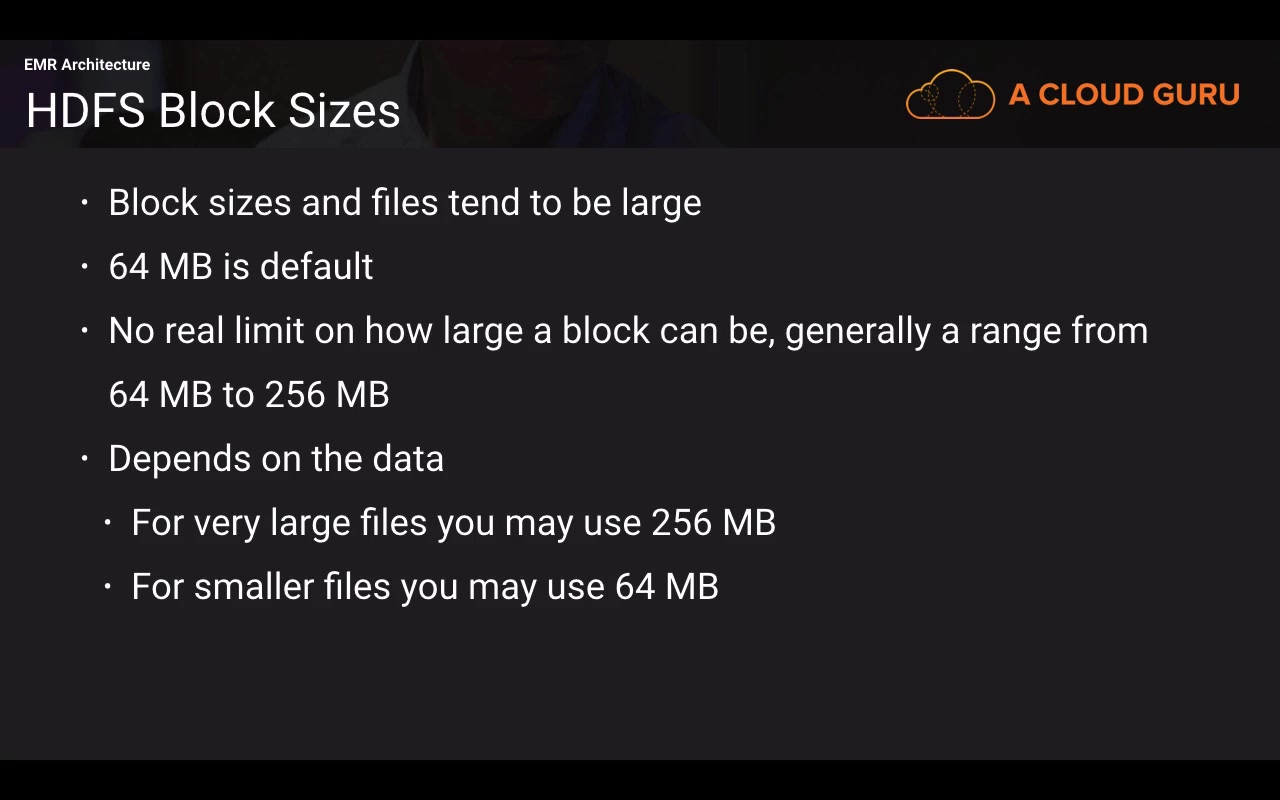 EMR Architecture
HDFS Block Sizes
A CLOUD GURU
• Block sizes and files tend to be large
• 64 MB is default
• No real limit on how large a block can be, generally a range from
64 MB to 256 MB
• Depends on the data
• For very large files you may use 256 MB
• For smaller files you may use 64 MB